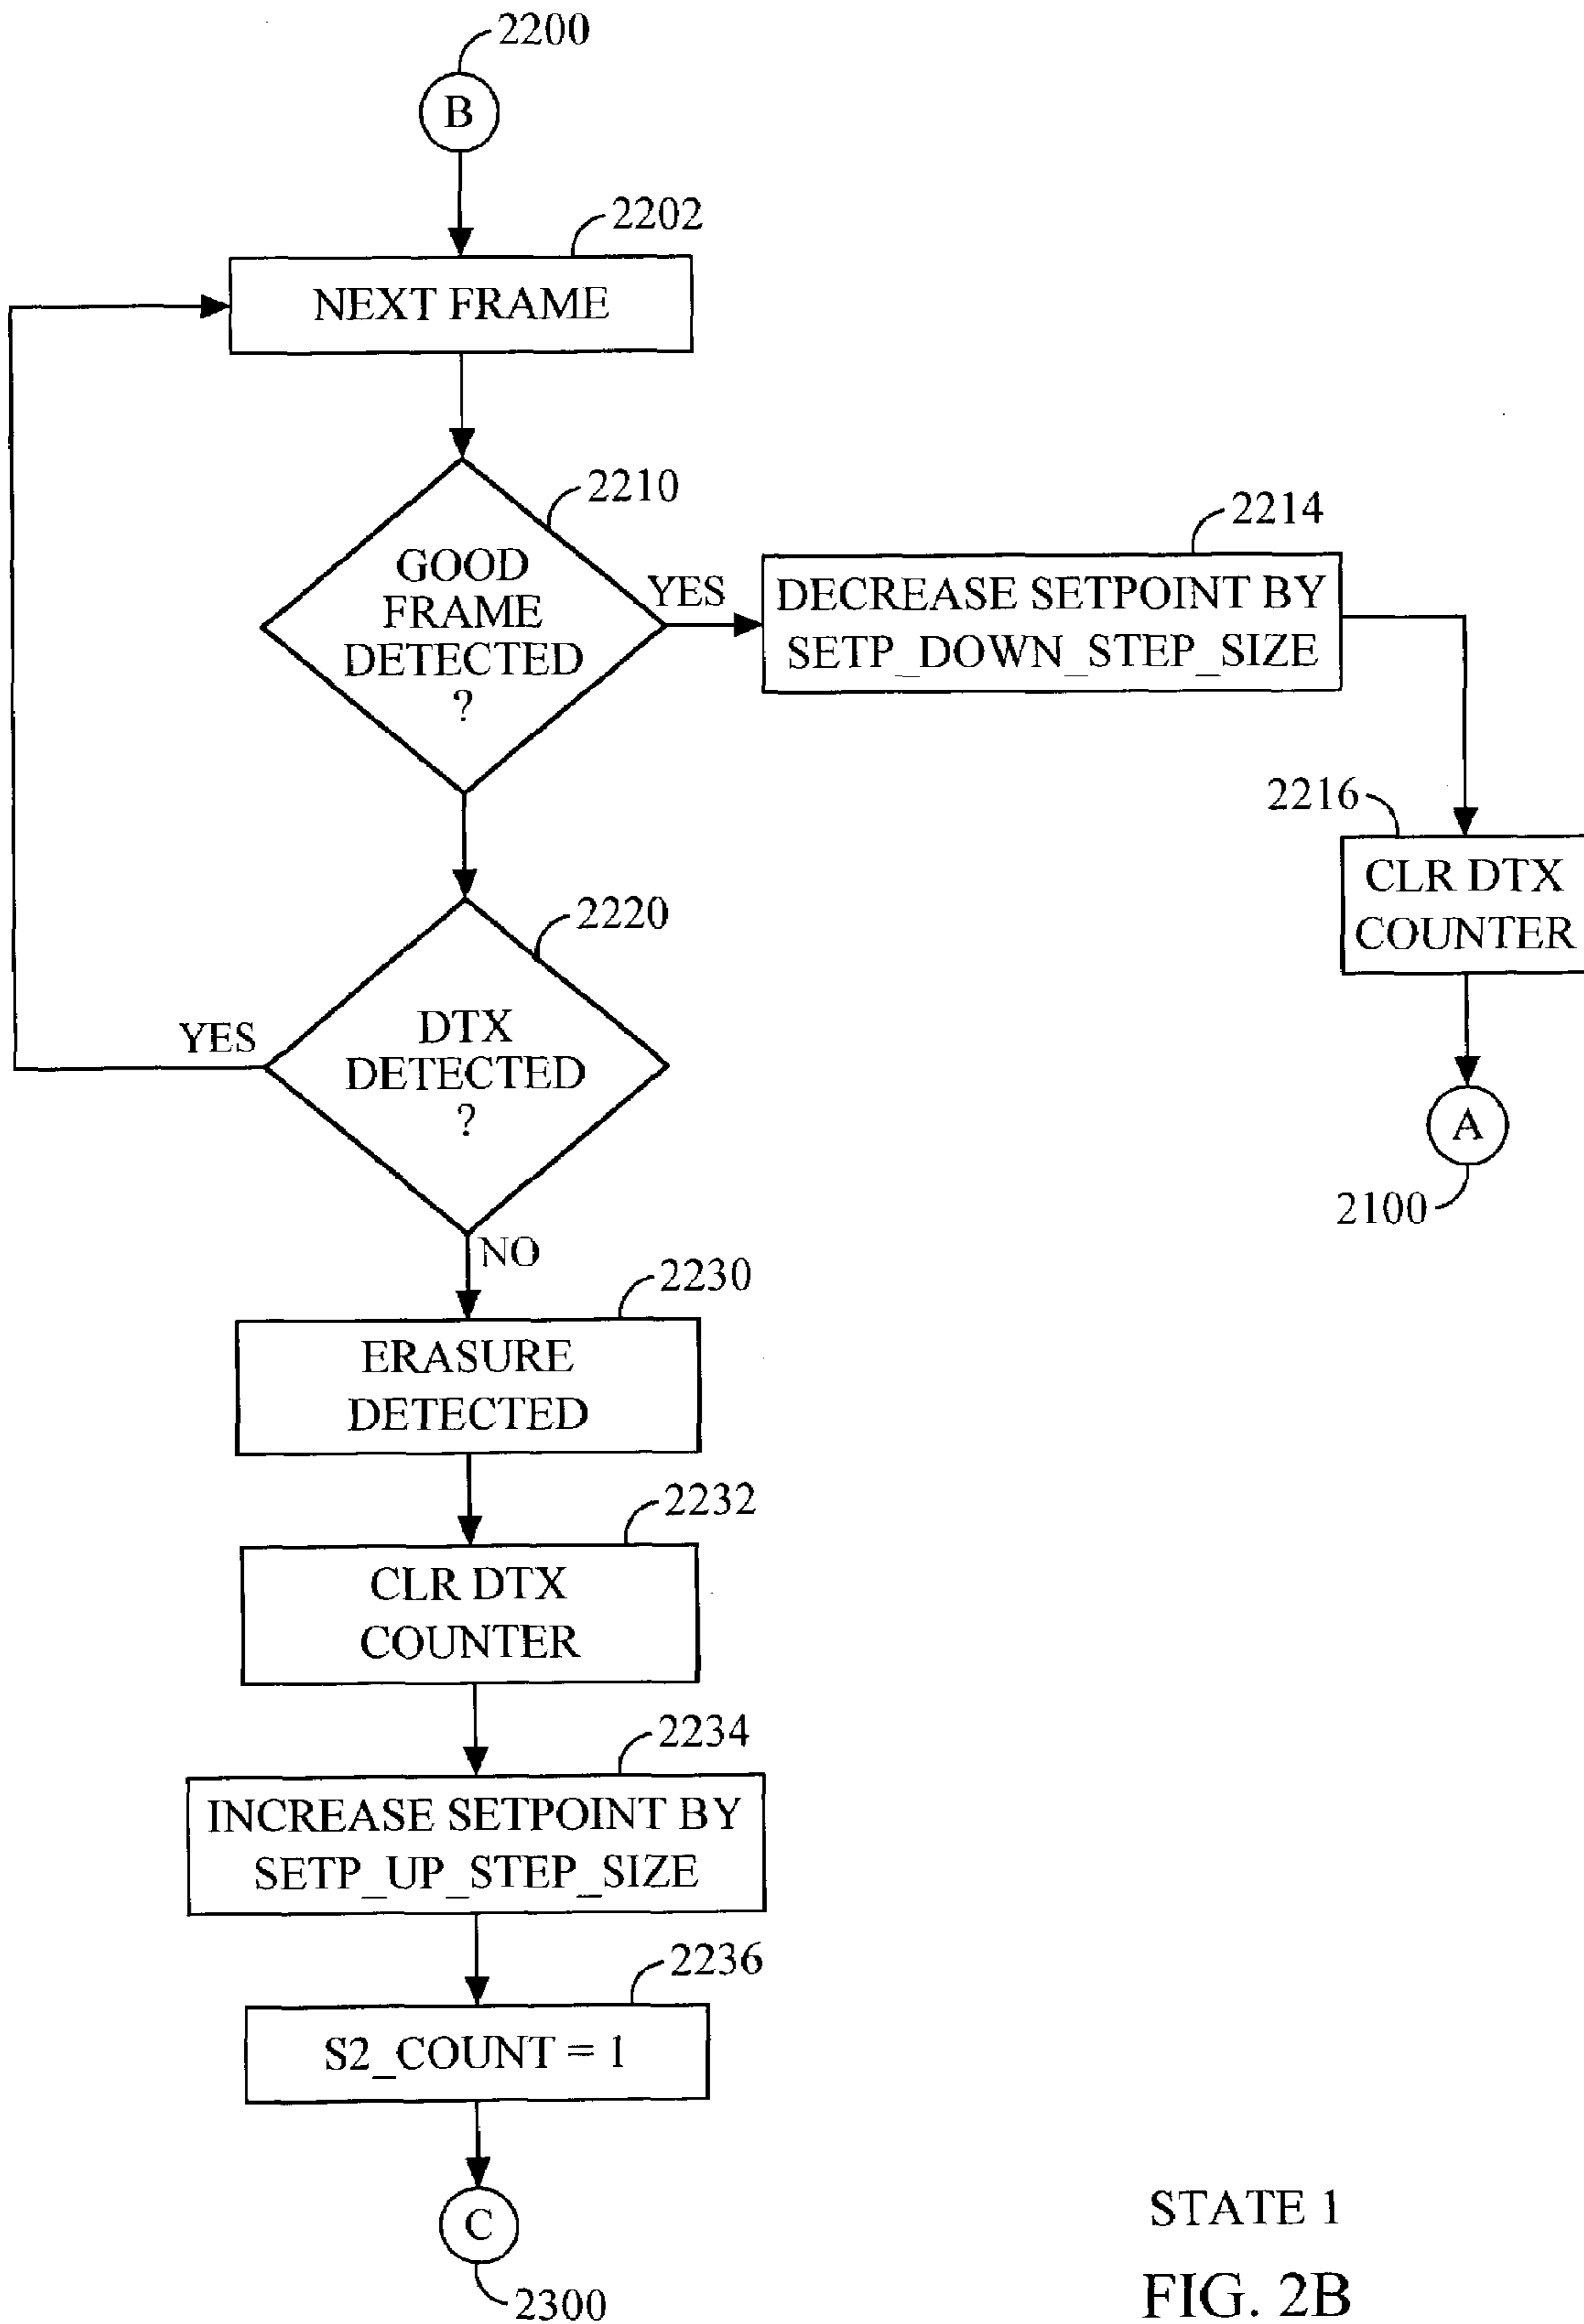 2200
B
2202
NEXT FRAME
2210
GOOD
FRAME
DETECTED
?
YES
2214
DECREASE SETPOINT BY
SETP_DOWN_STEP_SIZE
2216
CLR DTX
COUNTER
A
2100
2220
DTX
DETECTED
?
YES
NO
2230
ERASURE
DETECTED
2232
CLR DTX
COUNTER
2234
INCREASE SETPOINT BY
SETP_UP_STEP_SIZE
2236
S2_COUNT = 1
C
2300
STATE 1
FIG. 2B